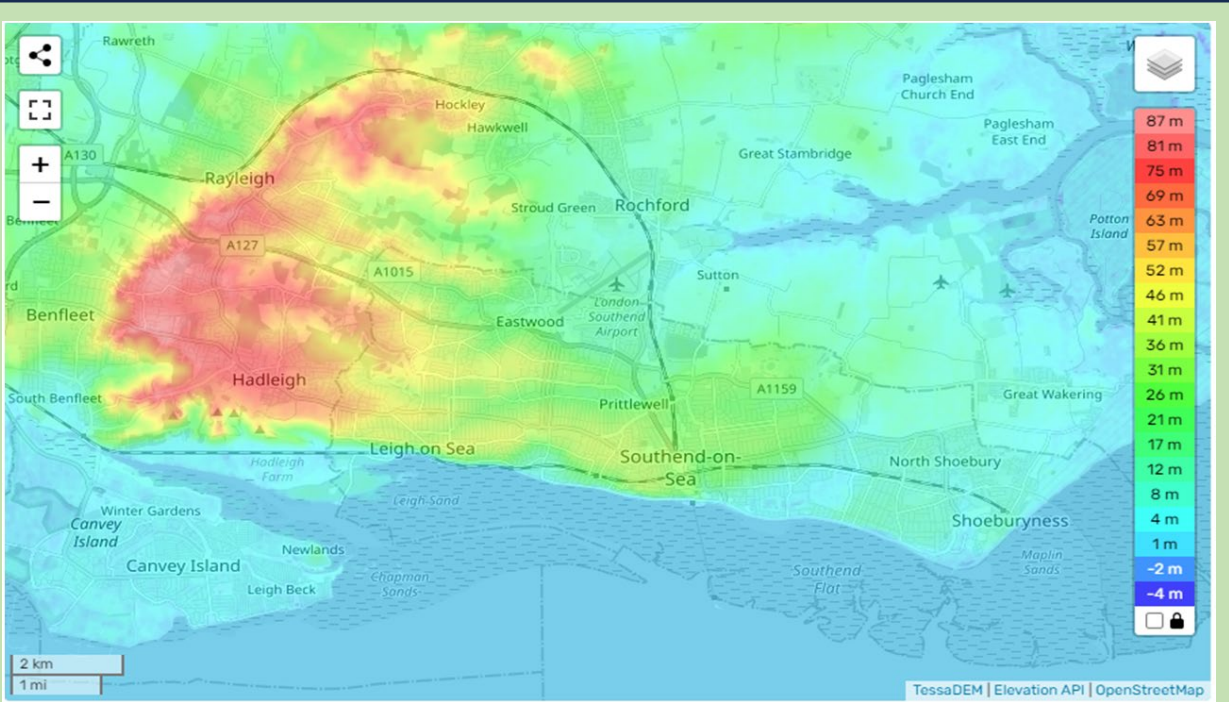 Rawreth
Hockley
Hawkwell
Paglesham
Church End
Paglesham
East End
A130
Great Stambridge
Rayleigh
Stroud Green
Rochford
Potton
Island
A127
A1015
Sutton
London
Southend
Airport
Benfleet
Eastwood
Hadleigh
A1159
South Benfleet
Prittlewell
Great Wakering
Leigh on Sea
Southend-on-
Sea
Hadleigh
Farm
North Shoebury
Leigh Sand
Winter Gardens
Canvey
Island
Shoeburyness
Newlands
Canvey Island
Leigh Beck
Chapman
Sands
Southend
Flat
Maplin
Sands
87 m
81 m
75 m
69 m
63 m
57 m
52 m
46 m
41 m
36 m
31 m
26 m
21 m
17 m
12 m
8 m
4 m
1 m
-2 m
-4 m
+
−
2 km
1 mi
TessaDEM | Elevation API | OpenStreetMap